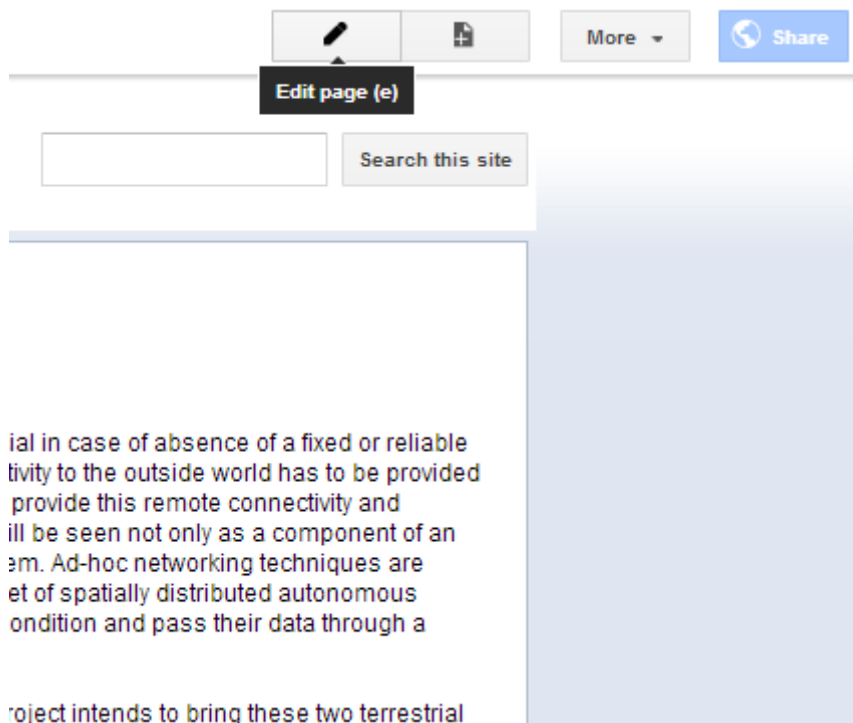 More
Share
Edit page (e)
Search this site
ial in case of absence of a fixed or reliable
tivity to the outside world has to be provided
provide this remote connectivity and
ill be seen not only as a component of an
em. Ad-hoc networking techniques are
et of spatially distributed autonomous
ondition and pass their data through a
roject intends to bring these two terrestrial